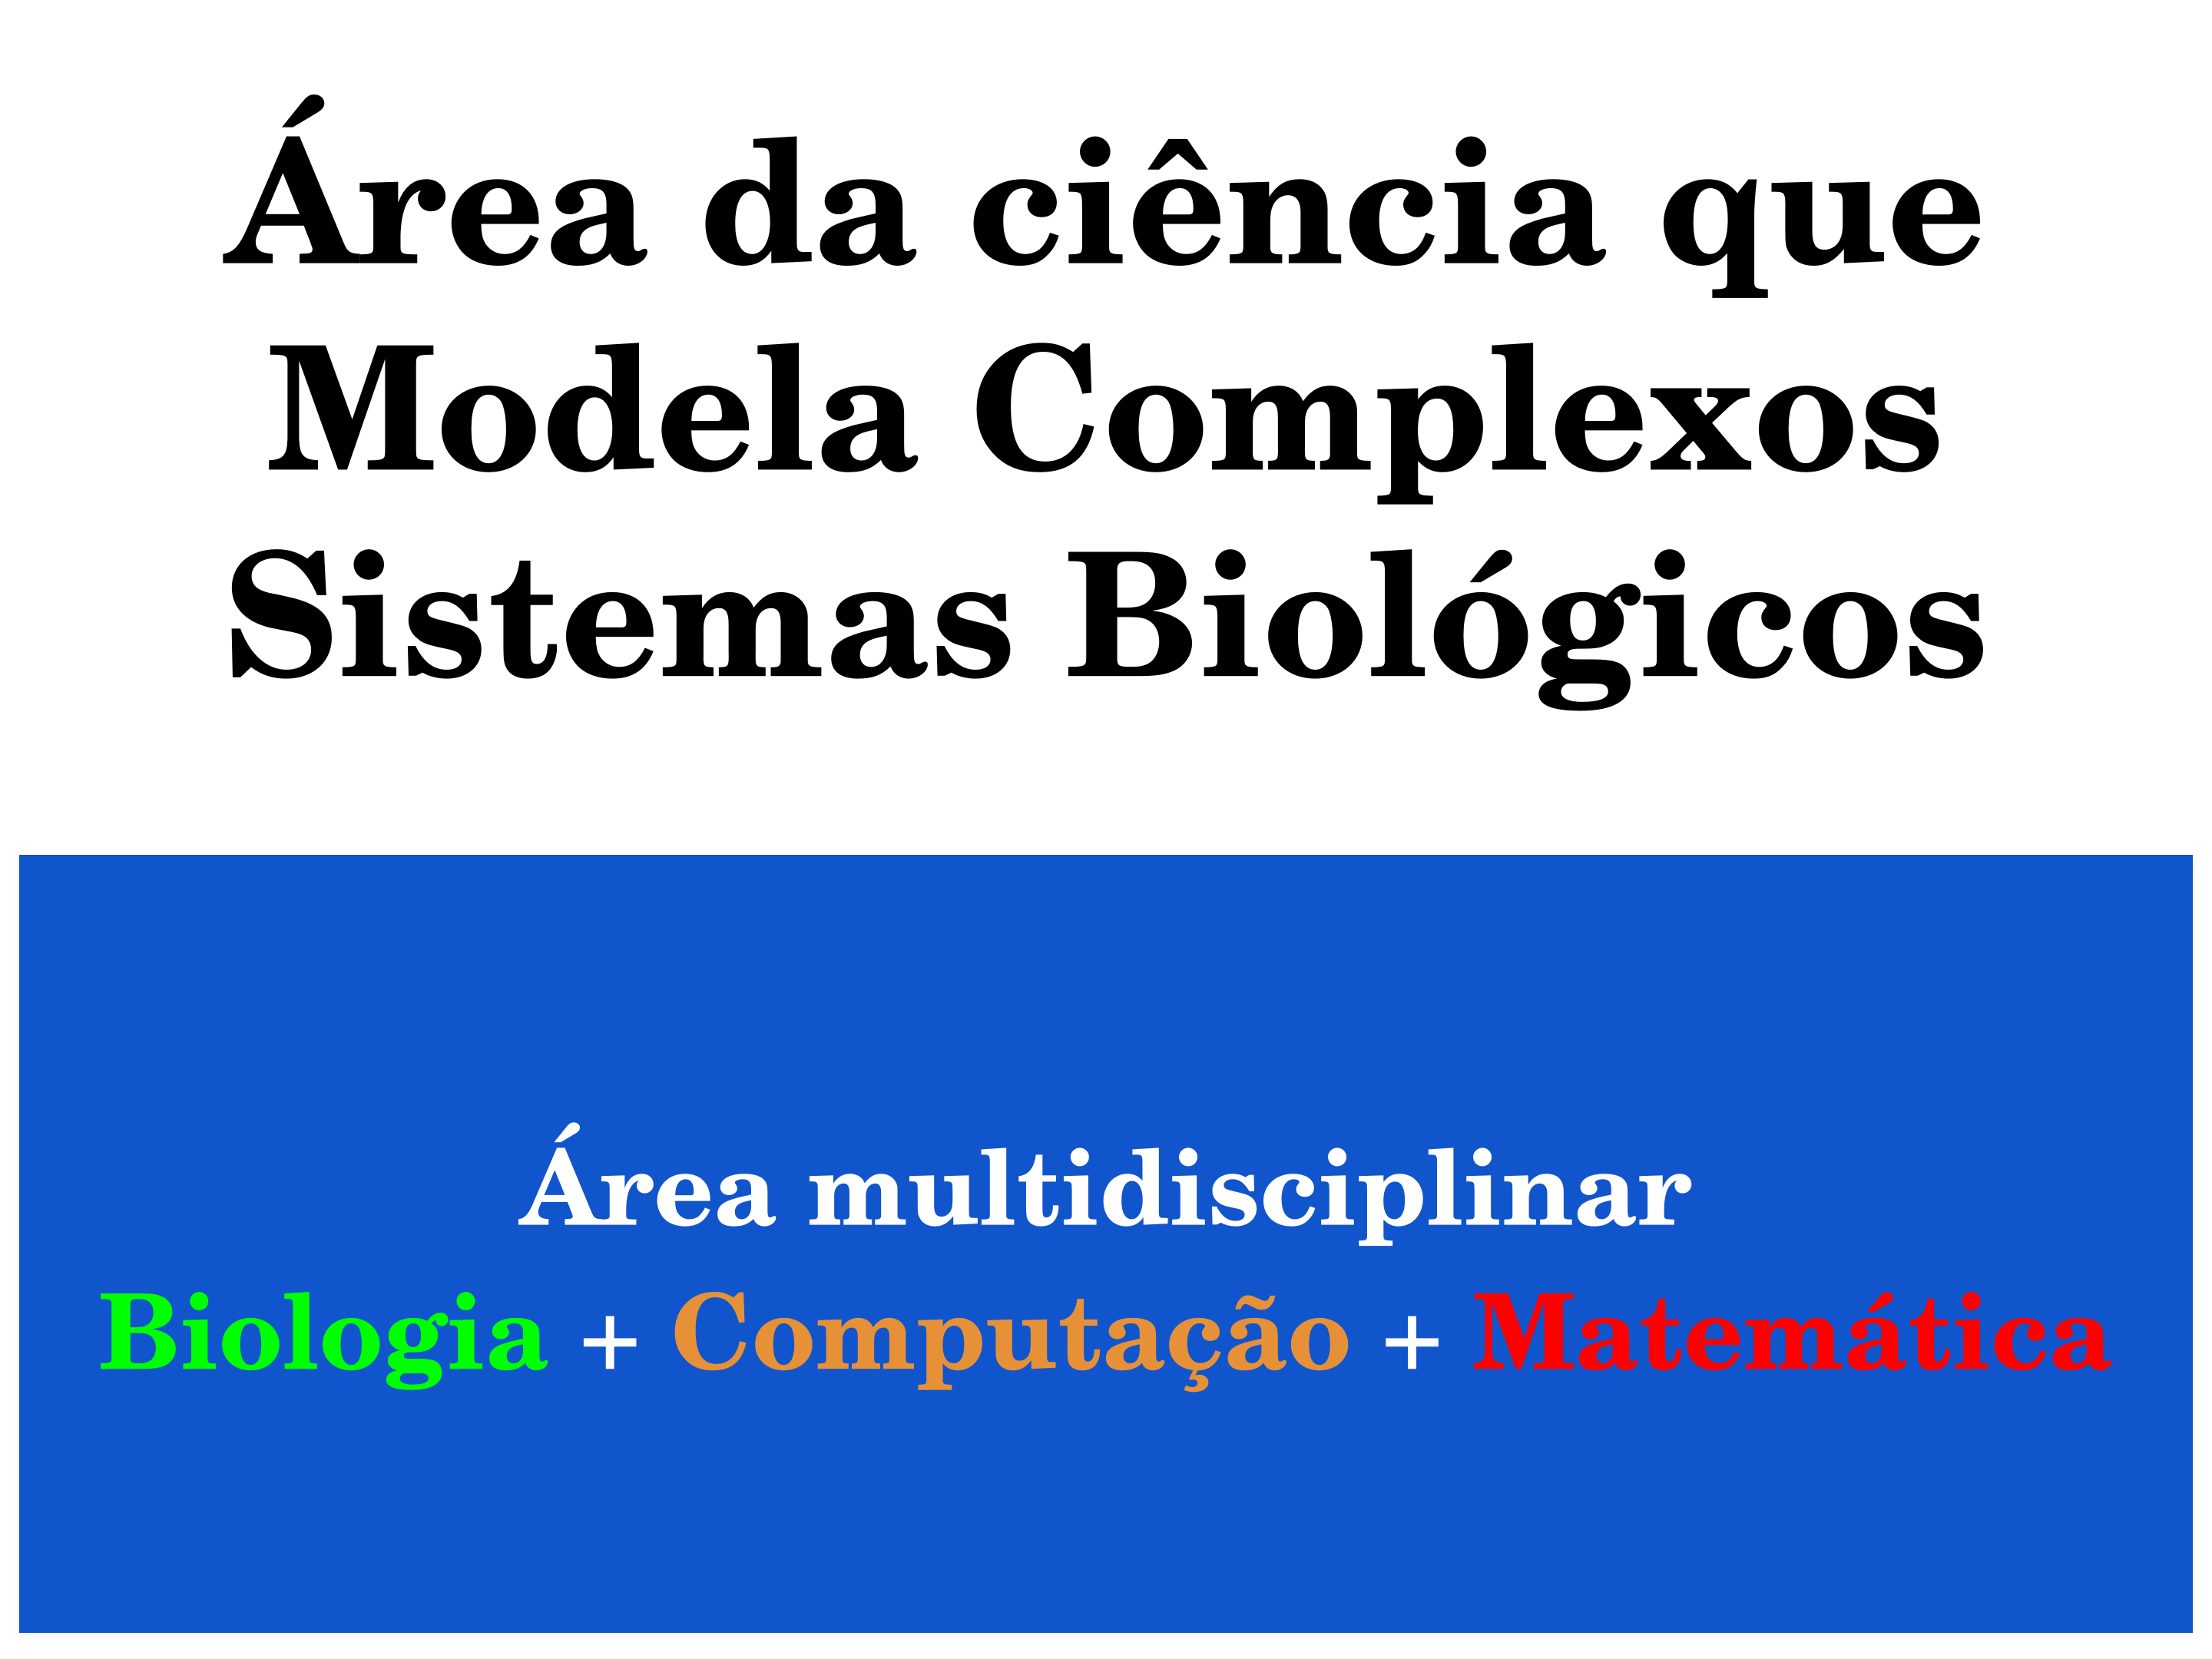 Área da ciência que
Modela Complexos
Sistemas Biológicos
Área multidisciplinar
Biologia + Computação + Matemática